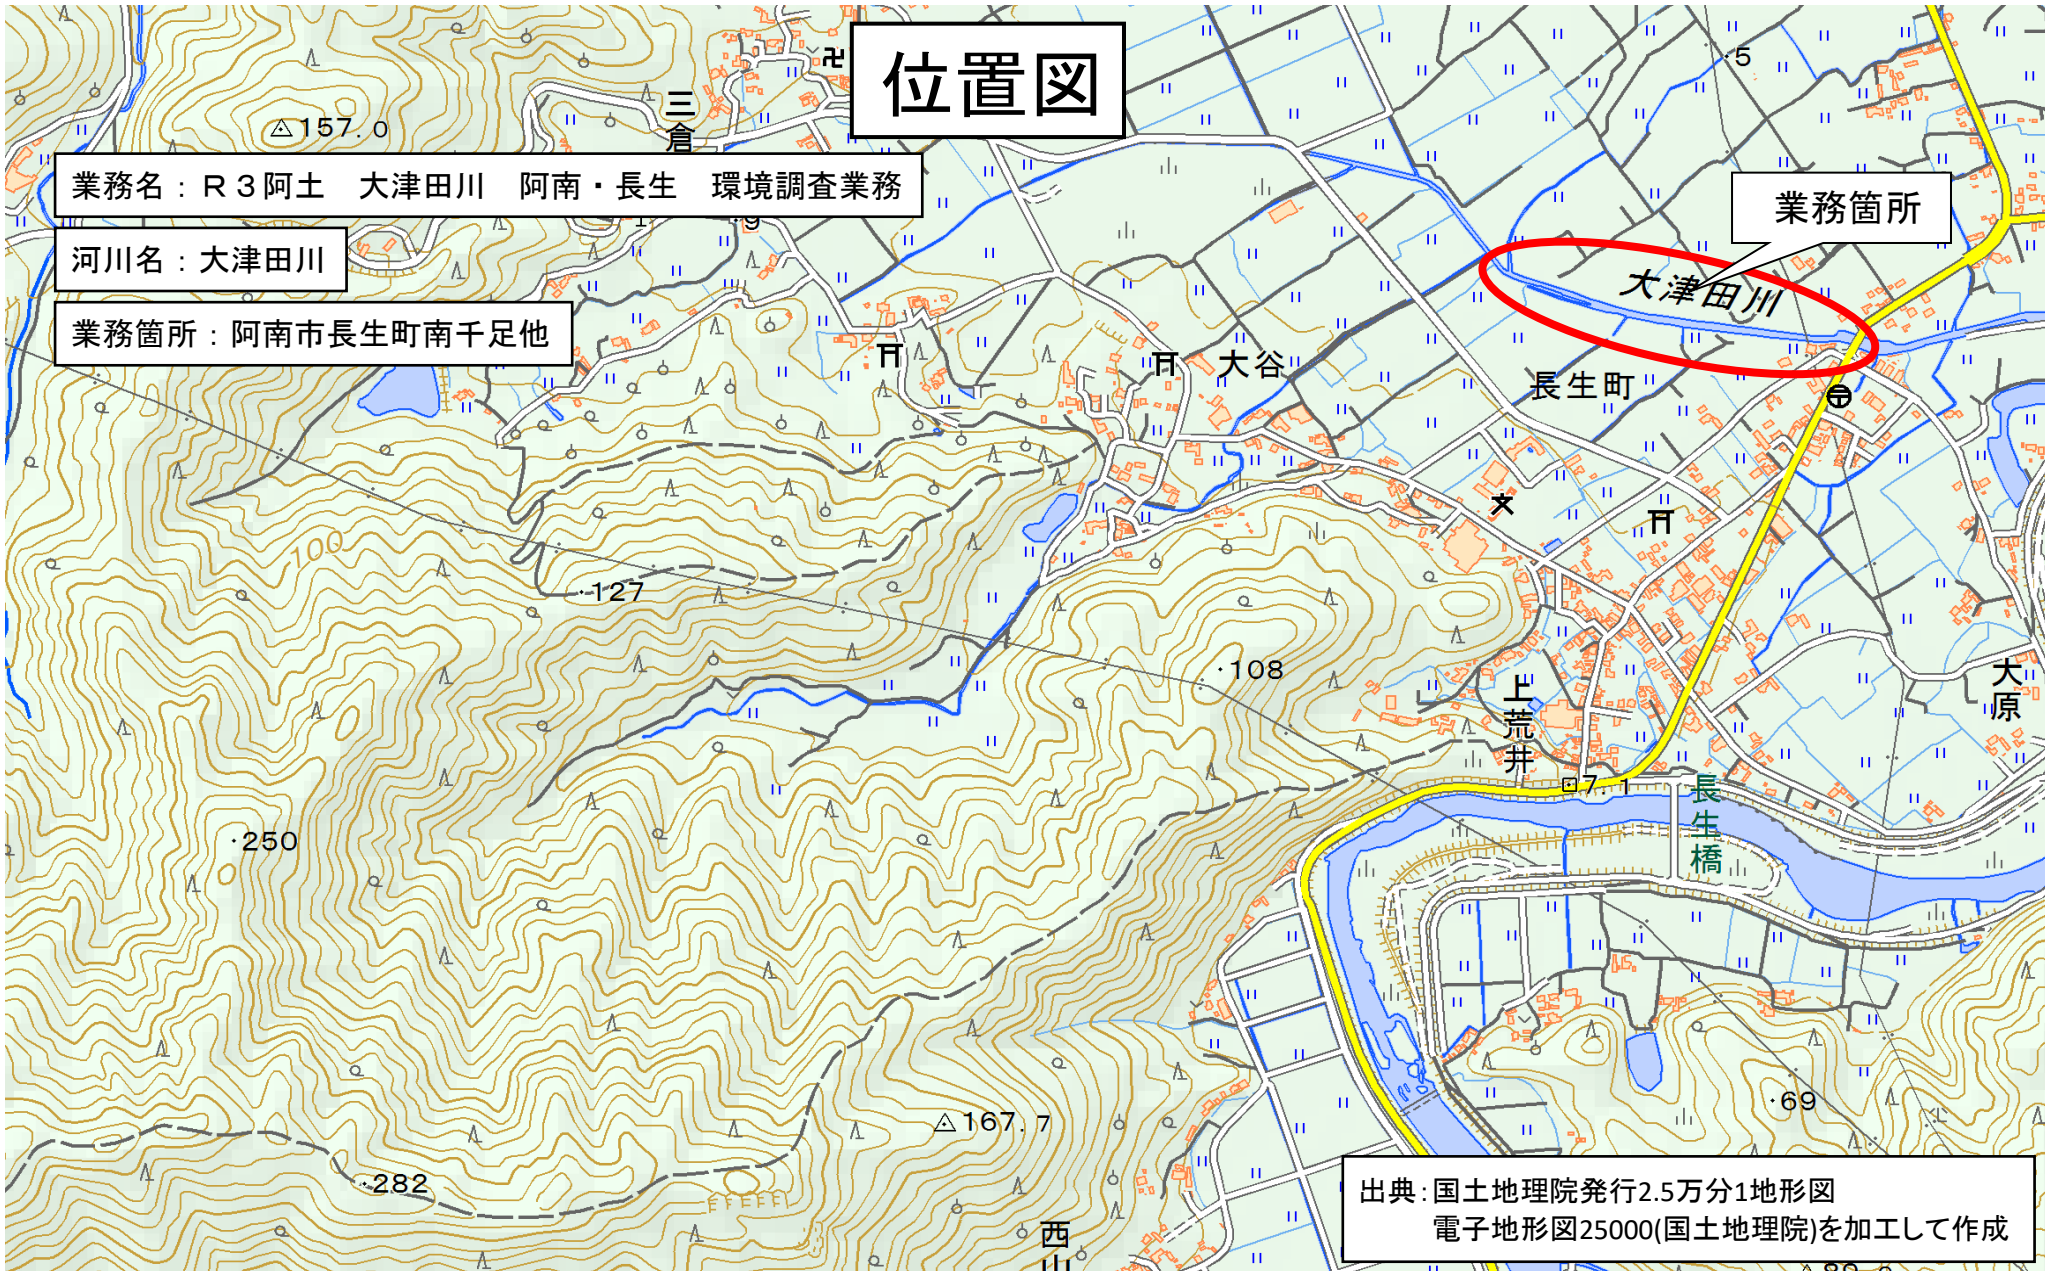 位置図
業務名：Ｒ３阿土　大津田川　阿南・長生　環境調査業務
河川名：大津田川
業務箇所：阿南市長生町南千足他
業務箇所
大津田川
三倉
157.0
5
9
大谷
長生町
100
127
108
上荒井
大原
7.1
長生橋
250
69
167.7
282
西山
出典：国土地理院発行2.5万分1地形図
電子地形図25000(国土地理院)を加工して作成